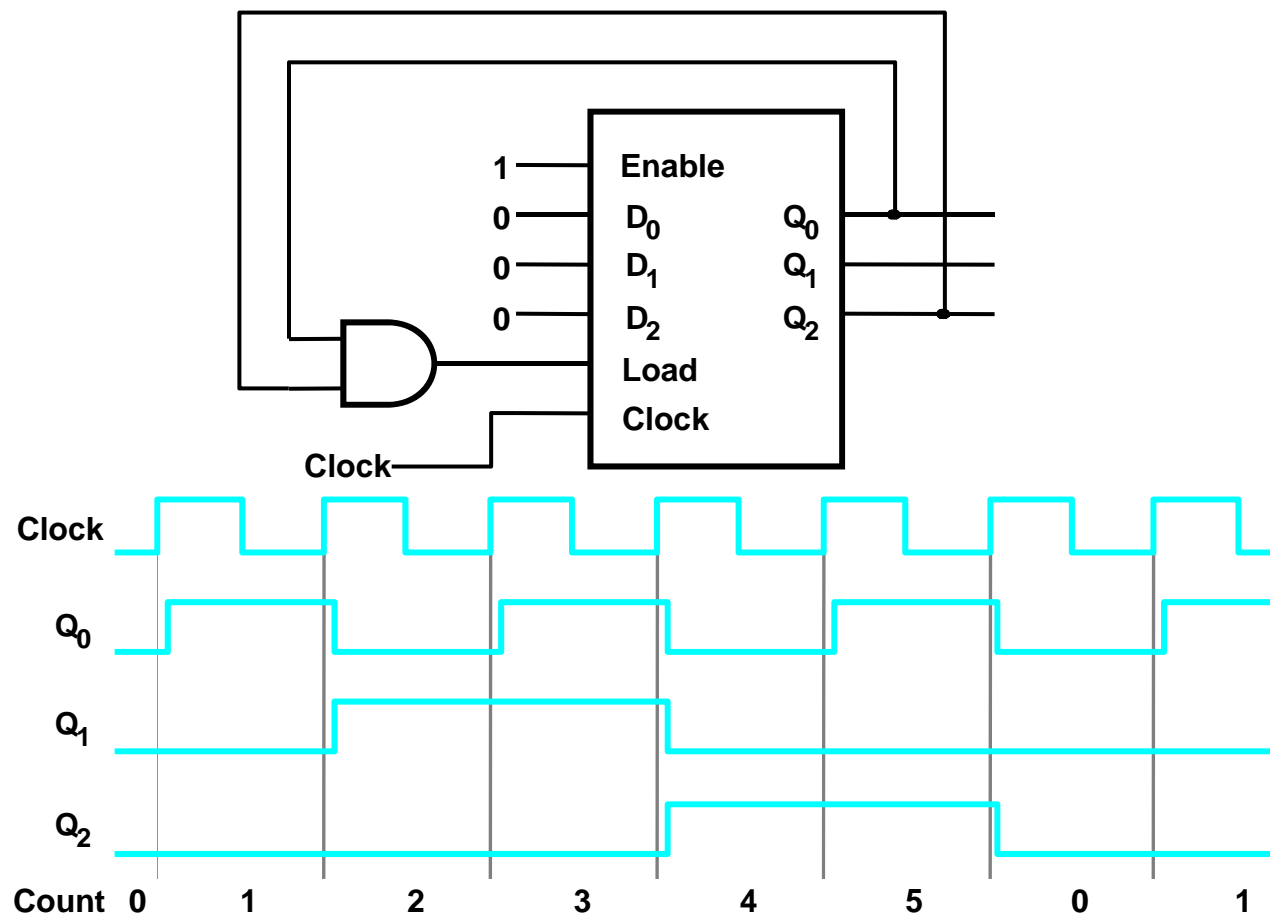 1 Enable
0 D0 Q0
0 D1 Q1
0 D2 Q2
Load
Clock
Clock
Clock
Q0
Q1
Q2
Count 0 1 2 3 4 5 0 1